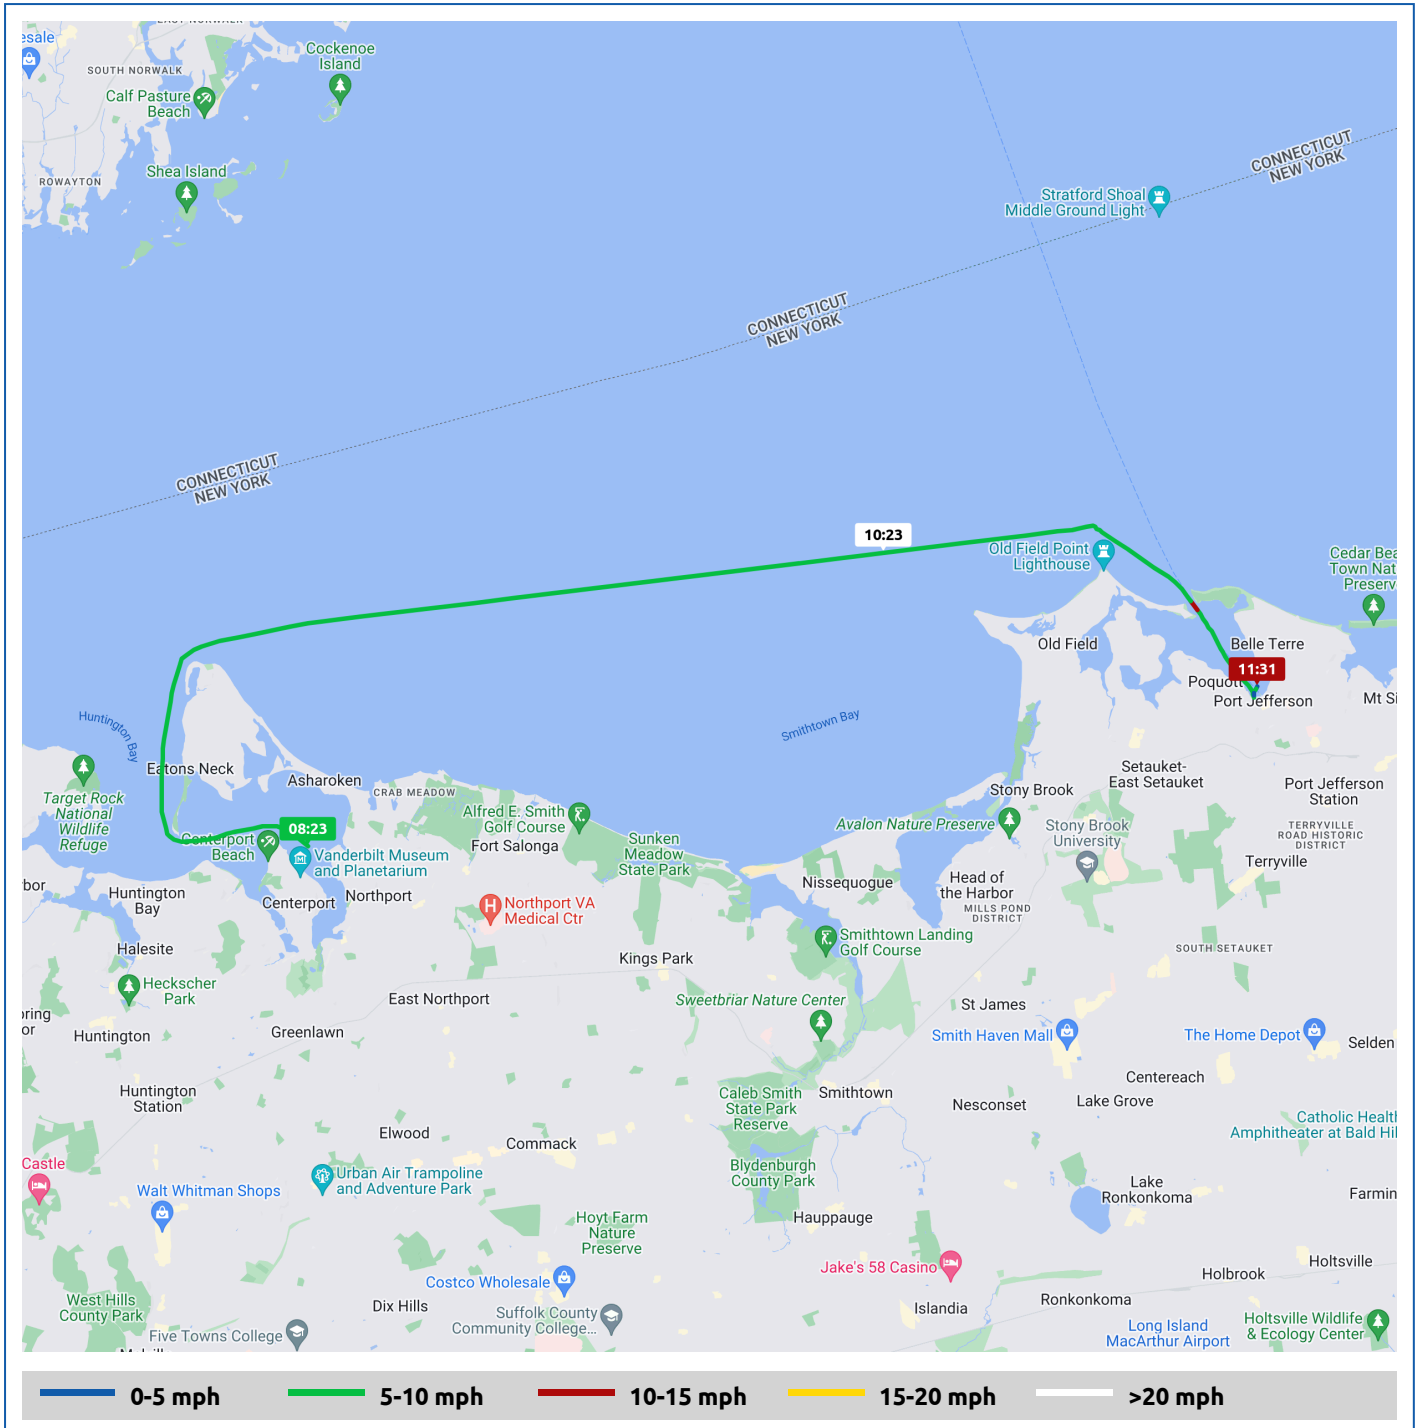 EAST NORWALK
esale
SOUTH NORWALK
Cockenoe
Island
Calf Pasture
Beach
Shea Island
ROWAYTON
CONNECTICUT
NEW YORK
Stratford Shoal
Middle Ground Light
CONNECTICUT
NEW YORK
CONNECTICUT
NEW YORK
10:23
Old Field Point
Lighthouse
Cedar Bea
Town Nat
Preserv
Old Field
Belle Terre
11:31
Poquott
Port Jefferson
Mt Si
Huntington Bay
Smithtown Bay
Eatons Neck
Asharoken
CRAB MEADOW
Target Rock
National
Wildlife
Refuge
08:23
Centerport
Beach
Vanderbilt Museum
and Planetarium
Alfred E. Smith
Golf Course
Fort Salonga
Sunken
Meadow
State Park
Stony Brook
Avalon Nature Preserve
Stony Brook
University
Setauket-
East Setauket
Port Jefferson
Station
TERRYVILLE
ROAD HISTORIC
DISTRICT
Terryville
rbor
Huntington
Bay
Centerport
Northport
Northport VA
Medical Ctr
Nissequogue
Head of
the Harbor
MILLS POND
DISTRICT
Halesite
Smithtown Landing
Golf Course
SOUTH SETAUKET
Kings Park
Heckscher
Park
East Northport
Sweetbriar Nature Center
St James
oring
or
Huntington
Greenlawn
Smith Haven Mall
The Home Depot
Selden
Huntington
Station
Caleb Smith
State Park
Reserve
Smithtown
Nesconset
Centereach
Lake Grove
Catholic Healt
Amphitheater at Bald Hil
Elwood
Commack
Castle
Urban Air Trampoline
and Adventure Park
Blydenburgh
County Park
Walt Whitman Shops
Lake
Ronkonkoma
Farmin
Hoyt Farm
Nature
Preserve
Hauppauge
Jake's 58 Casino
Holtsville
Holbrook
Costco Wholesale
West Hills
County Park
Dix Hills
Suffolk County
Community College...
Islandia
Ronkonkoma
Five Towns College
Long Island
MacArthur Airport
Holtsville Wildlife
& Ecology Center
0-5 mph
5-10 mph
10-15 mph
15-20 mph
>20 mph